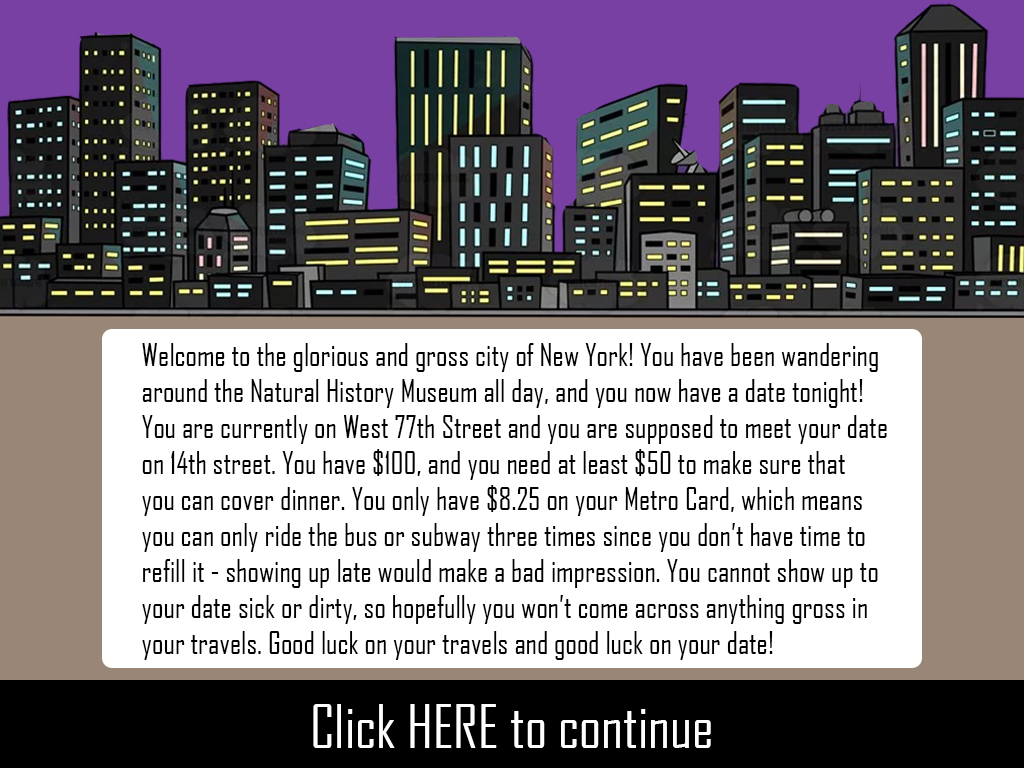 Welcome to the glorious and gross city of New York! You have been wandering
around the Natural History Museum all day, and you now have a date tonight!
You are currently on West 77th Street and you are supposed to meet your date
on 14th street. You have $100, and you need at least $50 to make sure that
you can cover dinner. You only have $8.25 on your Metro Card, which means
you can only ride the bus or subway three times since you don't have time to
refill it - showing up late would make a bad impression. You cannot show up to
your date sick or dirty, so hopefully you won't come across anything gross in
your travels. Good luck on your travels and good luck on your date!
Click HERE to continue